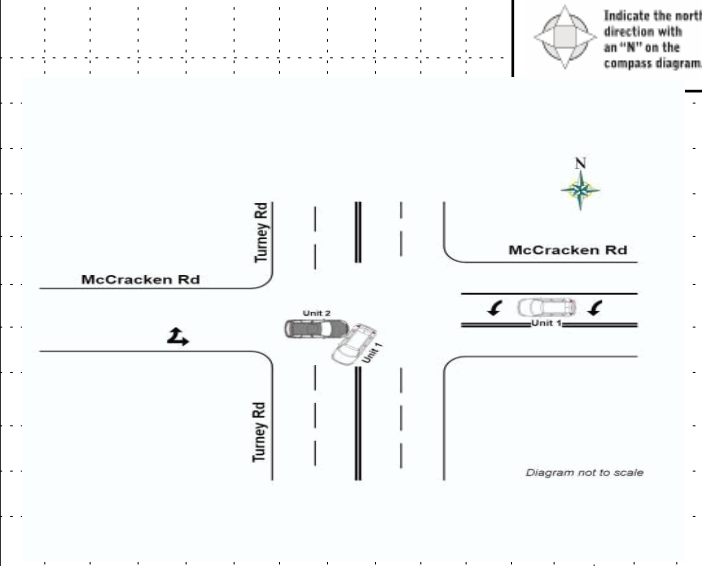 Indicate the north
direction with
an "N" on the
compass diagram.
N
Turney Rd
McCracken Rd
McCracken Rd
Unit 2
Unit 1
Unit 1
Turney Rd
Diagram not to scale